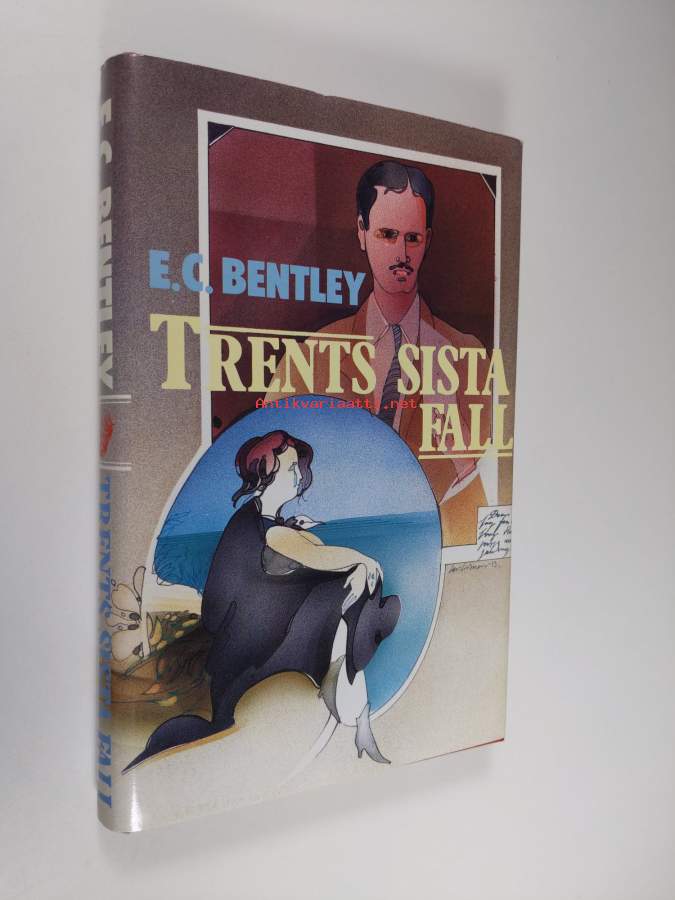 E.C. BENTLEY
TRENTS SISTA FALL
E.C. BENTLEY
TRENTS SISTA
FALL
Antikvariaatti.net